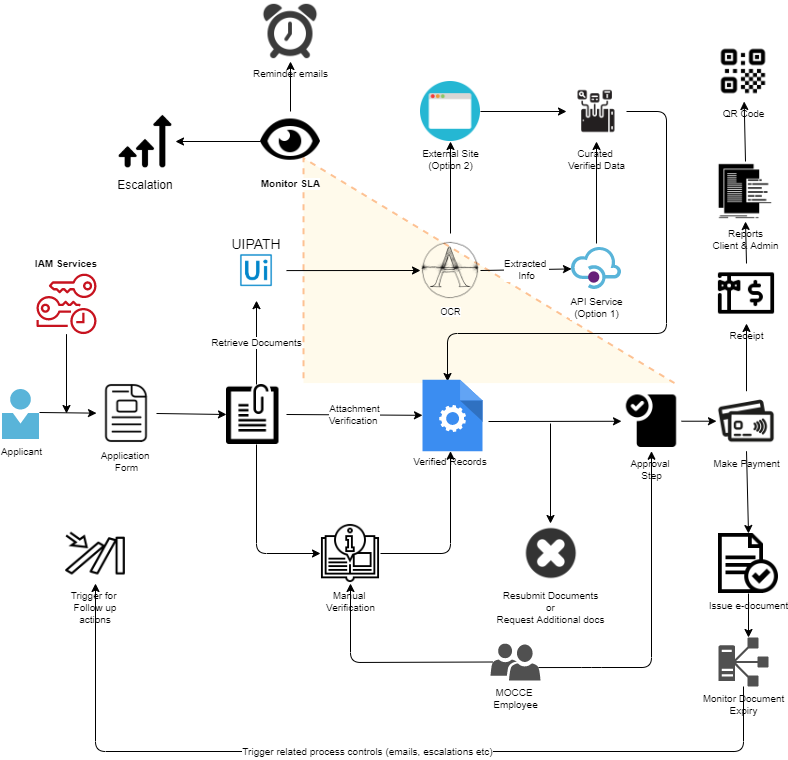 Reminder emails
QR Code
External Site
(Option 2)
Curated
Verified Data
Escalation
Monitor SLA
Reports
Client & Admin
UIPATH
Ui
IAM Services
Extracted
Info
OCR
API Service
(Option 1)
Receipt
Retrieve Documents
Attachment
Verification
Applicant
Application
Form
Verified Records
Approval
Step
Make Payment
Trigger for
Follow up
actions
Manual
Verification
Resubmit Documents
or
Request Additional docs
Issue e-document
MOCCE
Employee
Monitor Document
Expiry
Trigger related process controls (emails, escalations etc)